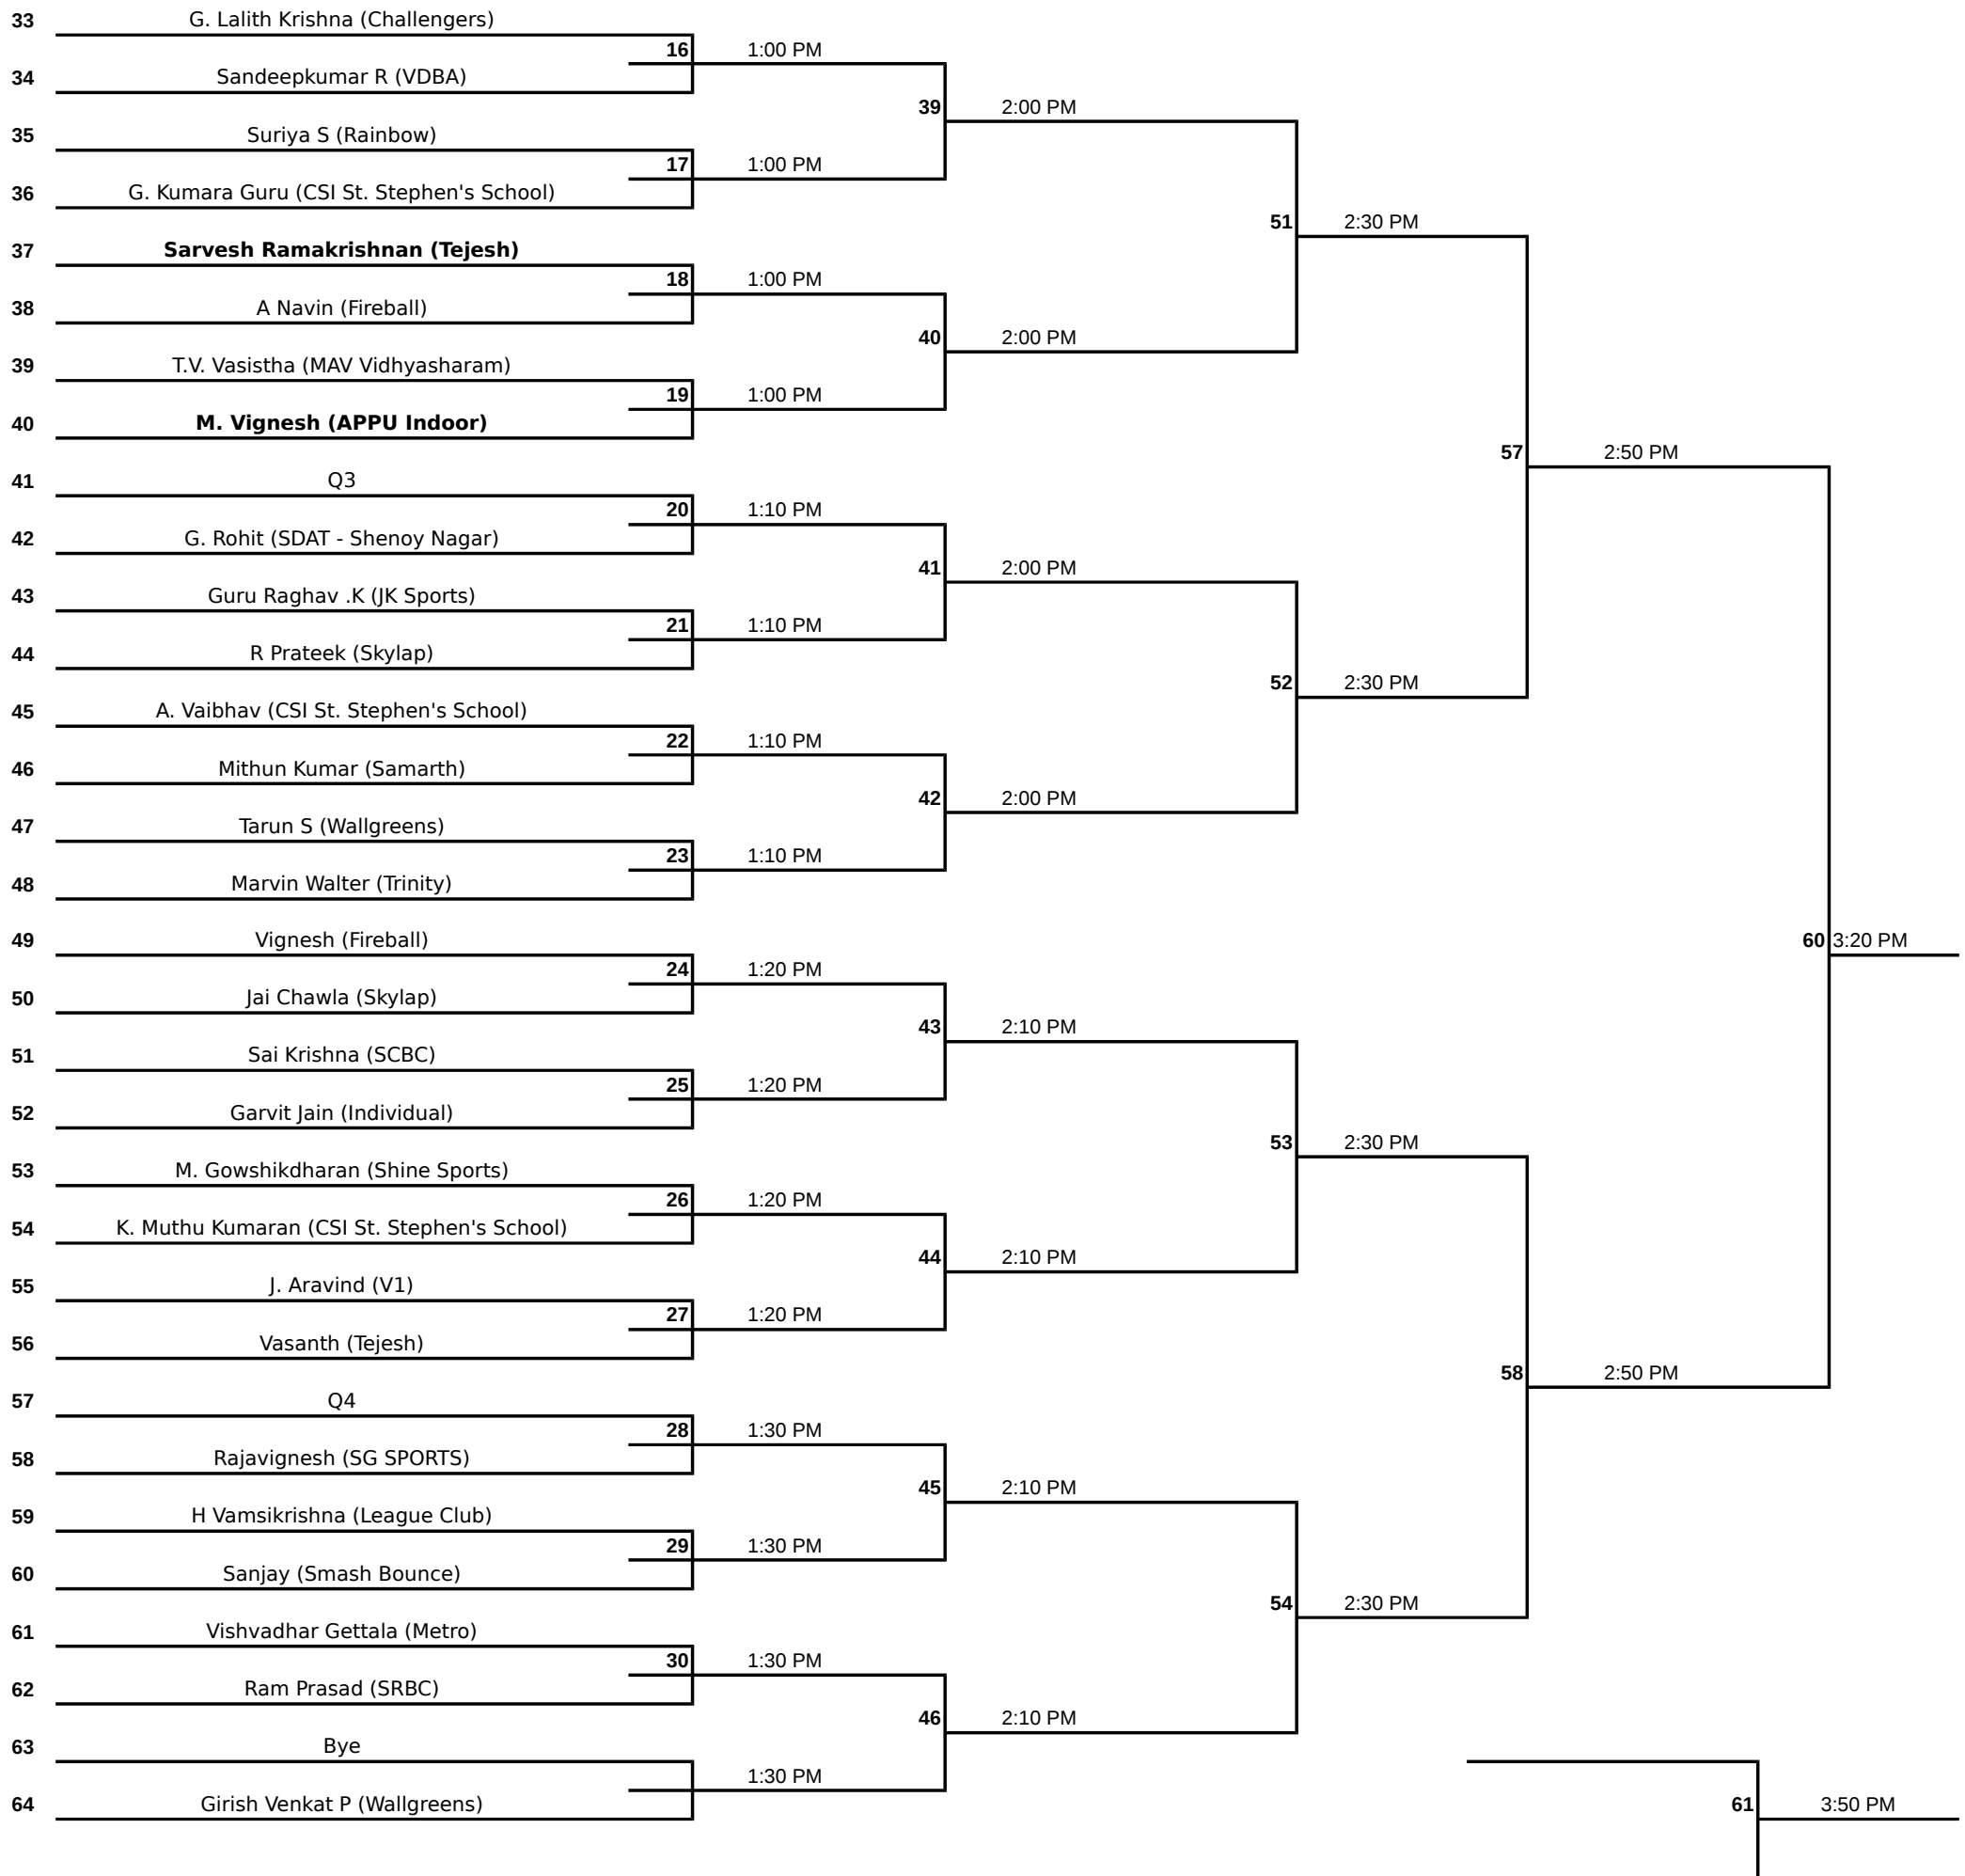 33 G. Lalith Krishna (Challengers)
16 1:00 PM
34 Sandeepkumar R (VDBA)
39 2:00 PM
35 Suriya S (Rainbow)
17 1:00 PM
36 G. Kumara Guru (CSI St. Stephen's School)
51 2:30 PM
37 Sarvesh Ramakrishnan (Tejesh)
18 1:00 PM
38 A Navin (Fireball)
40 2:00 PM
39 T.V. Vasistha (MAV Vidhyasharam)
19 1:00 PM
40 M. Vignesh (APPU Indoor)
57 2:50 PM
41 Q3
20 1:10 PM
42 G. Rohit (SDAT - Shenoy Nagar)
41 2:00 PM
43 Guru Raghav .K (JK Sports)
21 1:10 PM
44 R Prateek (Skylap)
52 2:30 PM
45 A. Vaibhav (CSI St. Stephen's School)
22 1:10 PM
46 Mithun Kumar (Samarth)
42 2:00 PM
47 Tarun S (Wallgreens)
23 1:10 PM
48 Marvin Walter (Trinity)
49 Vignesh (Fireball)
60 3:20 PM
24 1:20 PM
50 Jai Chawla (Skylap)
43 2:10 PM
51 Sai Krishna (SCBC)
25 1:20 PM
52 Garvit Jain (Individual)
53 2:30 PM
53 M. Gowshikdharan (Shine Sports)
26 1:20 PM
54 K. Muthu Kumaran (CSI St. Stephen's School)
44 2:10 PM
55 J. Aravind (V1)
27 1:20 PM
56 Vasanth (Tejesh)
58 2:50 PM
57 Q4
28 1:30 PM
58 Rajavignesh (SG SPORTS)
45 2:10 PM
59 H Vamsikrishna (League Club)
29 1:30 PM
60 Sanjay (Smash Bounce)
54 2:30 PM
61 Vishvadhar Gettala (Metro)
30 1:30 PM
62 Ram Prasad (SRBC)
46 2:10 PM
63 Bye
1:30 PM
64 Girish Venkat P (Wallgreens)
61 3:50 PM